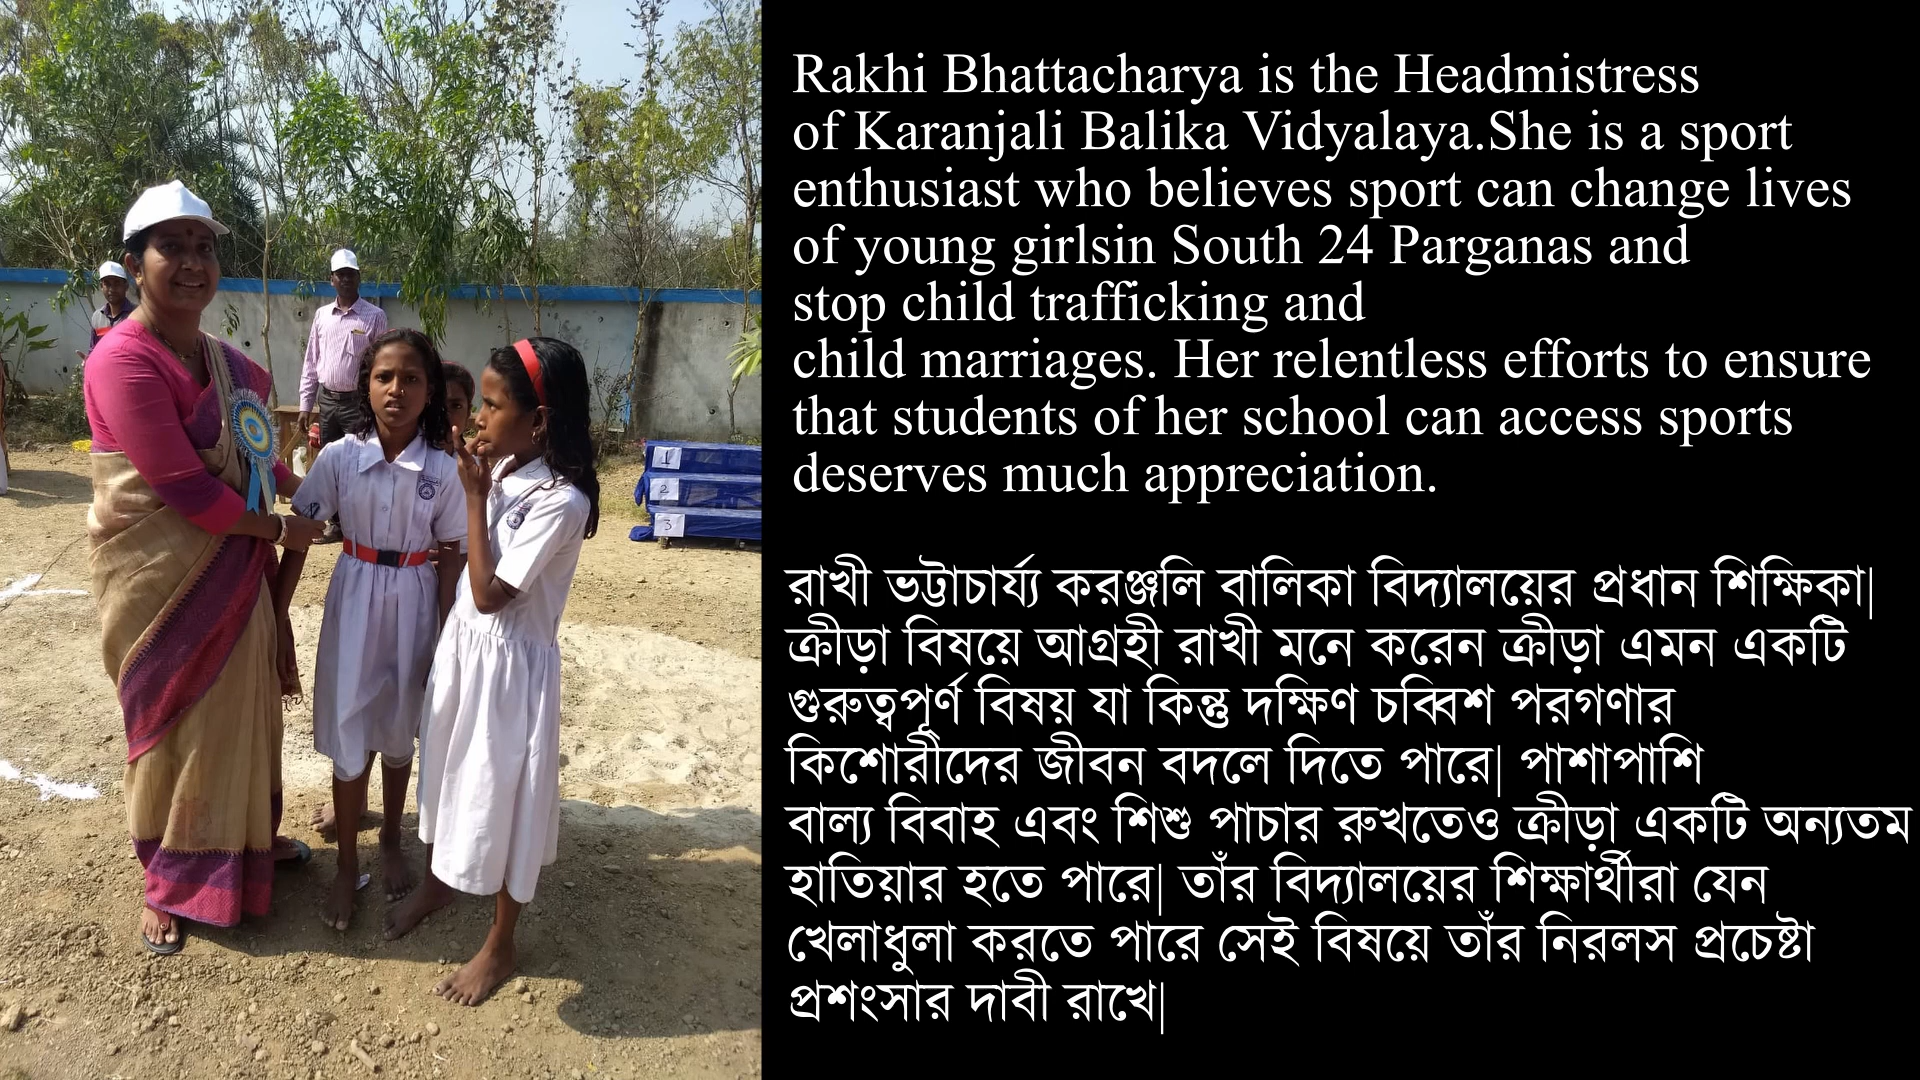 1
2
3
Rakhi Bhattacharya is the Headmistress
of Karanjali Balika Vidyalaya.She is a sport
enthusiast who believes sport can change lives
of young girlsin South 24 Parganas and
stop child trafficking and
child marriages. Her relentless efforts to ensure
that students of her school can access sports
deserves much appreciation.
রাখী ভট্টাচার্য্য করঞ্জলি বালিকা বিদ্যালয়ের প্রধান শিক্ষিকা|
ক্রীড়া বিষয়ে আগ্রহী রাখী মনে করেন ক্রীড়া এমন একটি
গুরুত্বপূর্ণ বিষয় যা কিন্তু দক্ষিণ চব্বিশ পরগণার
কিশোরীদের জীবন বদলে দিতে পারে| পাশাপাশি
বাল্য বিবাহ এবং শিশু পাচার রুখতেও ক্রীড়া একটি অন্যতম
হাতিয়ার হতে পারে| তাঁর বিদ্যালয়ের শিক্ষার্থীরা যেন
খেলাধুলা করতে পারে সেই বিষয়ে তাঁর নিরলস প্রচেষ্টা
প্রশংসার দাবী রাখে|